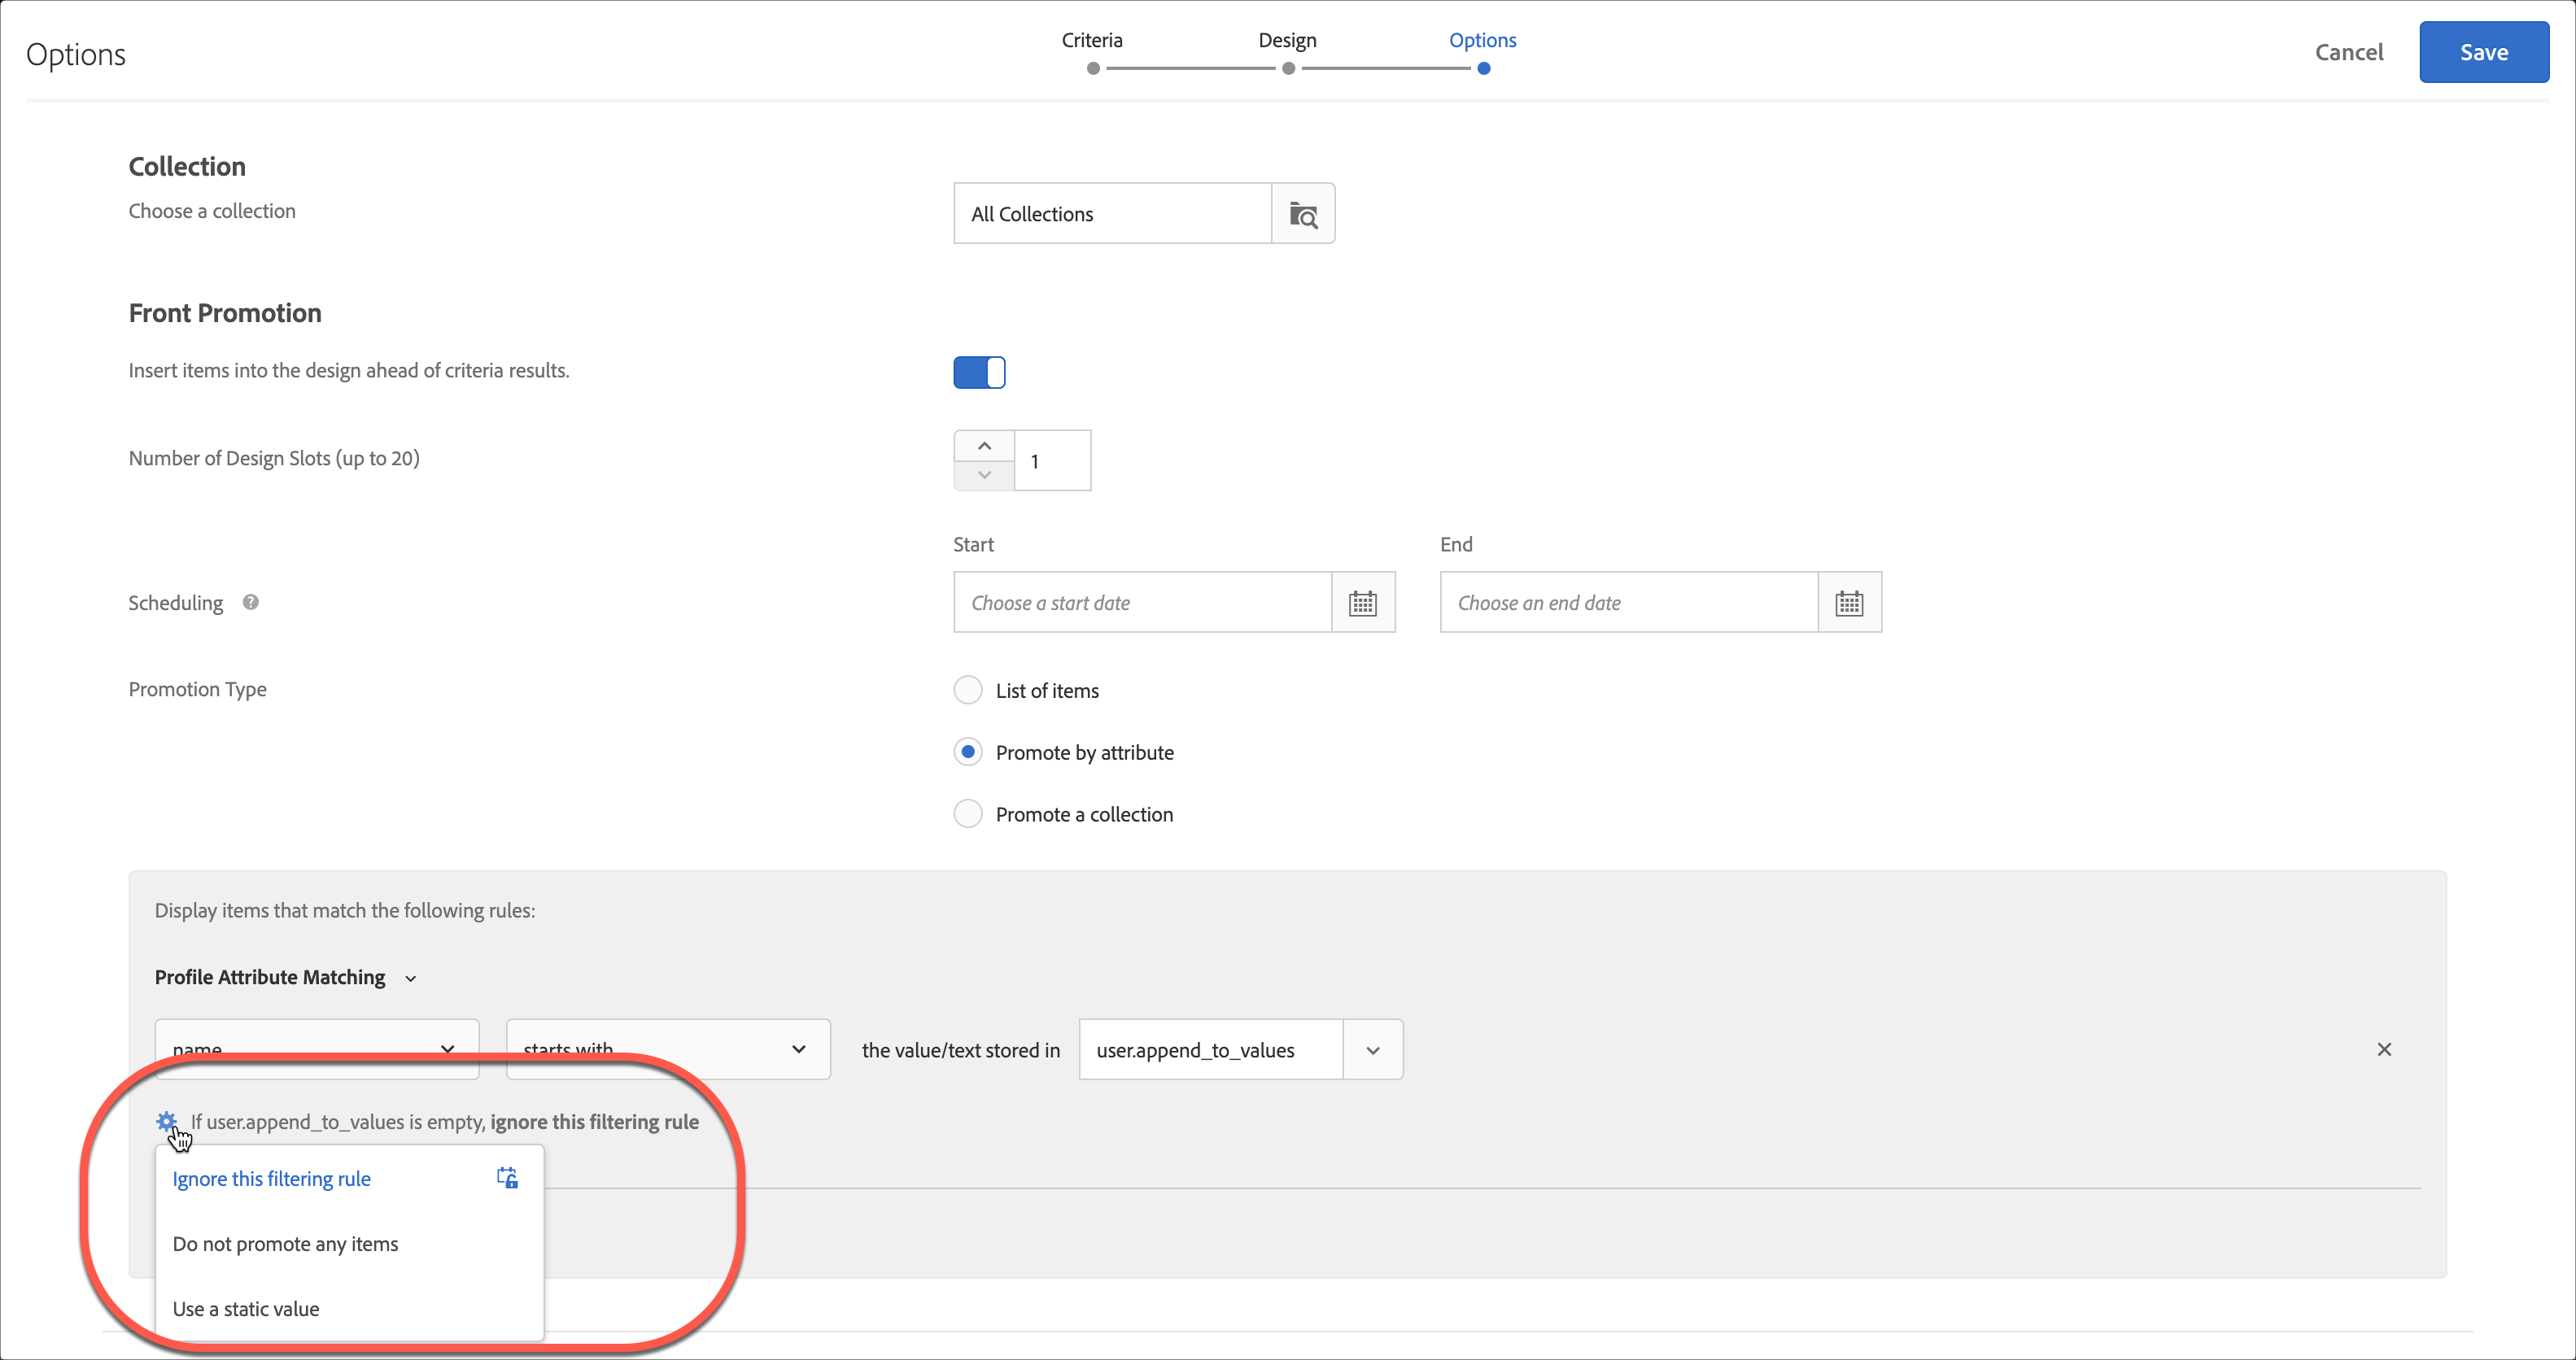 Options
Criteria
Design
Options
Cancel
Save
Collection
Choose a collection
All Collections
Front Promotion
Insert items into the design ahead of criteria results.
Number of Design Slots (up to 20)
1
Start
End
Scheduling ?
Choose a start date
Choose an end date
Promotion Type
List of items
Promote by attribute
Promote a collection
Display items that match the following rules:
Profile Attribute Matching
name
starts with
the value/text stored in
user.append_to_values
If user.append_to_values is empty, ignore this filtering rule
Ignore this filtering rule
Do not promote any items
Use a static value